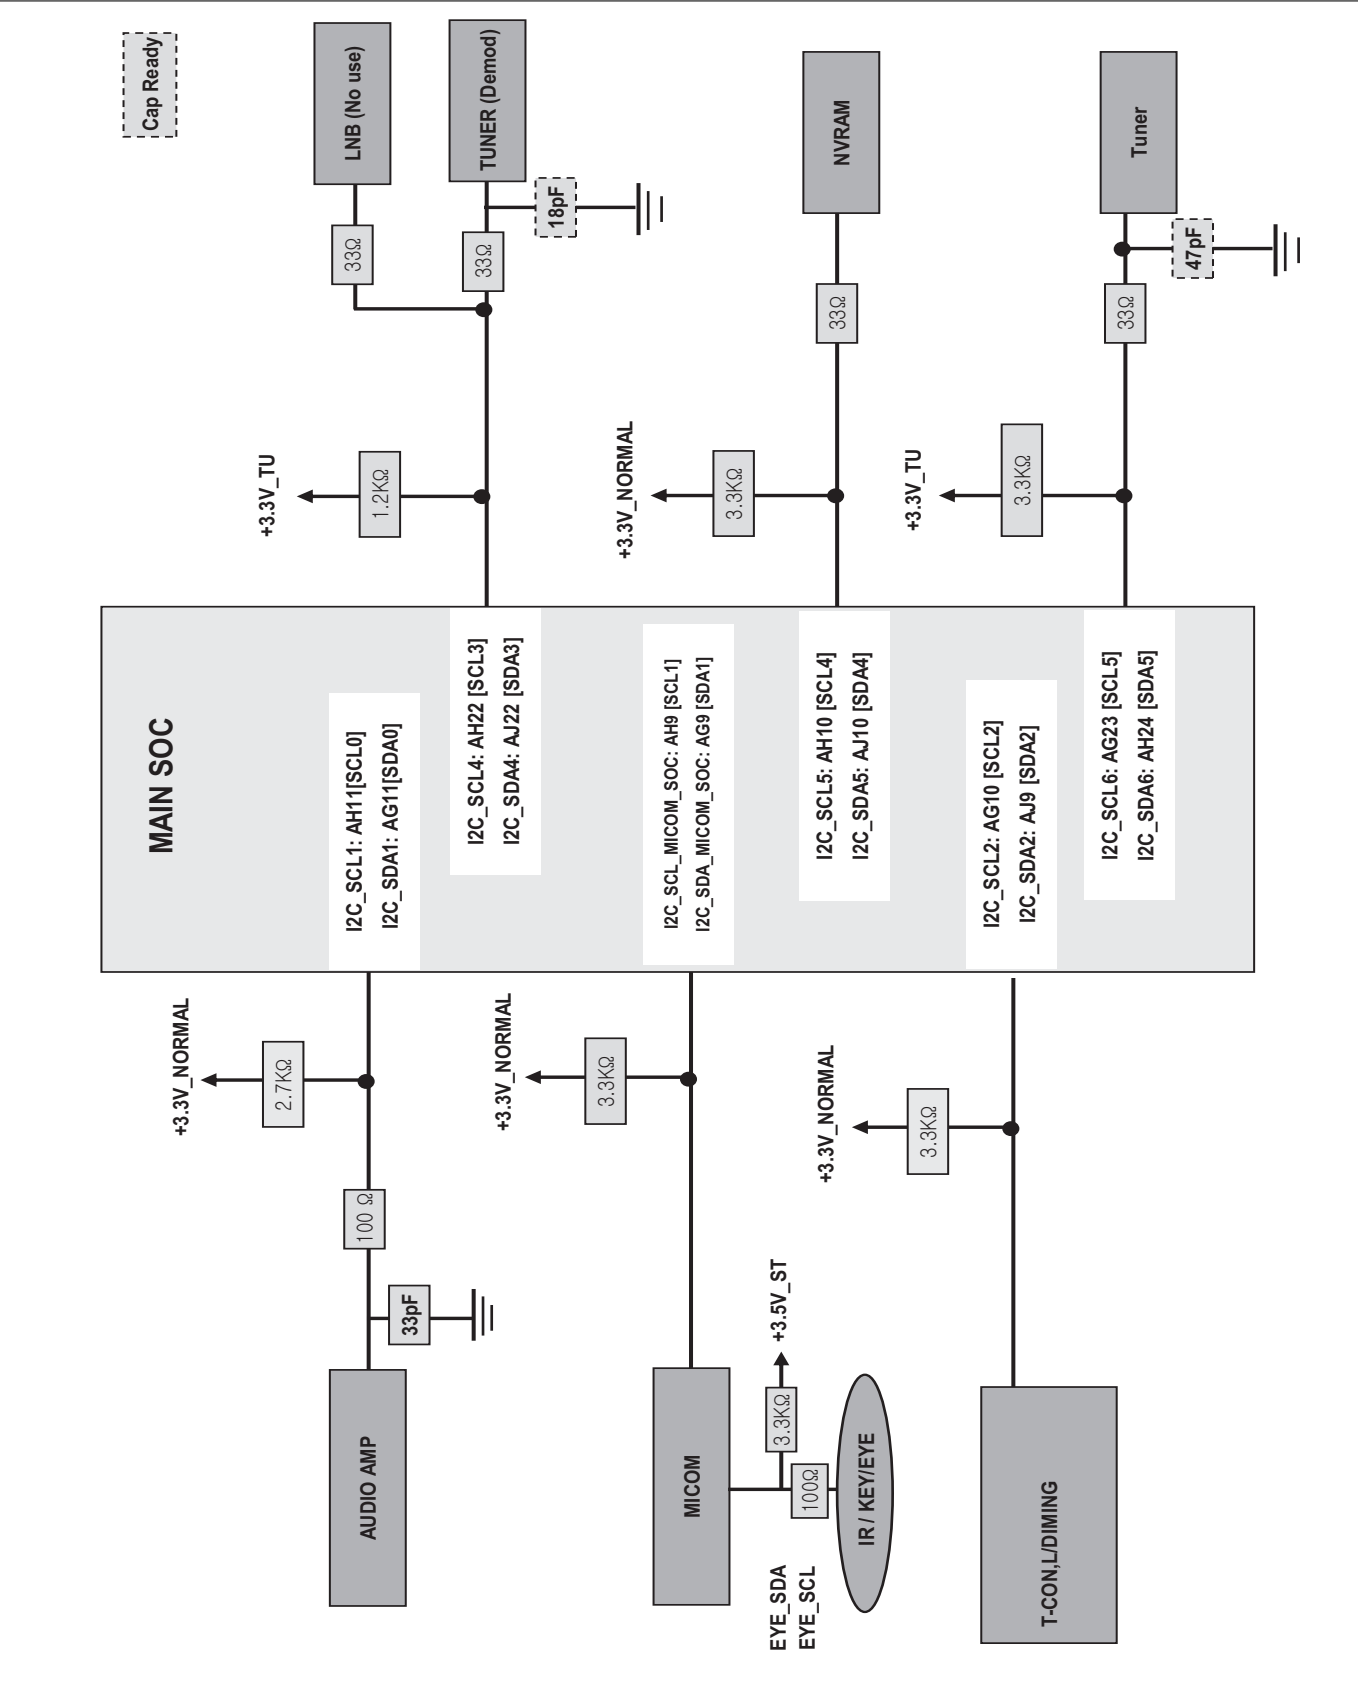 Cap Ready
LNB (No use)
TUNER (Demod)
NVRAM
Tuner
33Ω
33Ω
18pF
33Ω
33Ω
47pF
+3.3V_TU
1.2KΩ
+3.3V_NORMAL
3.3KΩ
+3.3V_TU
3.3KΩ
MAIN SOC
I2C_SCL1: AH11[SCL0]
I2C_SDA1: AG11[SDA0]
I2C_SCL4: AH22 [SCL3]
I2C_SDA4: AJ22 [SDA3]
I2C_SCL_MICOM_SOC: AH9 [SCL1]
I2C_SDA_MICOM_SOC: AG9 [SDA1]
I2C_SCL5: AH10 [SCL4]
I2C_SDA5: AJ10 [SDA4]
I2C_SCL2: AG10 [SCL2]
I2C_SDA2: AJ9 [SDA2]
I2C_SCL6: AG23 [SCL5]
I2C_SDA6: AH24 [SDA5]
+3.3V_NORMAL
2.7KΩ
+3.3V_NORMAL
3.3KΩ
+3.3V_NORMAL
3.3KΩ
100 Ω
33pF
AUDIO AMP
MICOM
+3.5V_ST
3.3KΩ
100Ω
IR / KEY/EYE
EYE_SDA
EYE_SCL
T-CON,L/DIMING